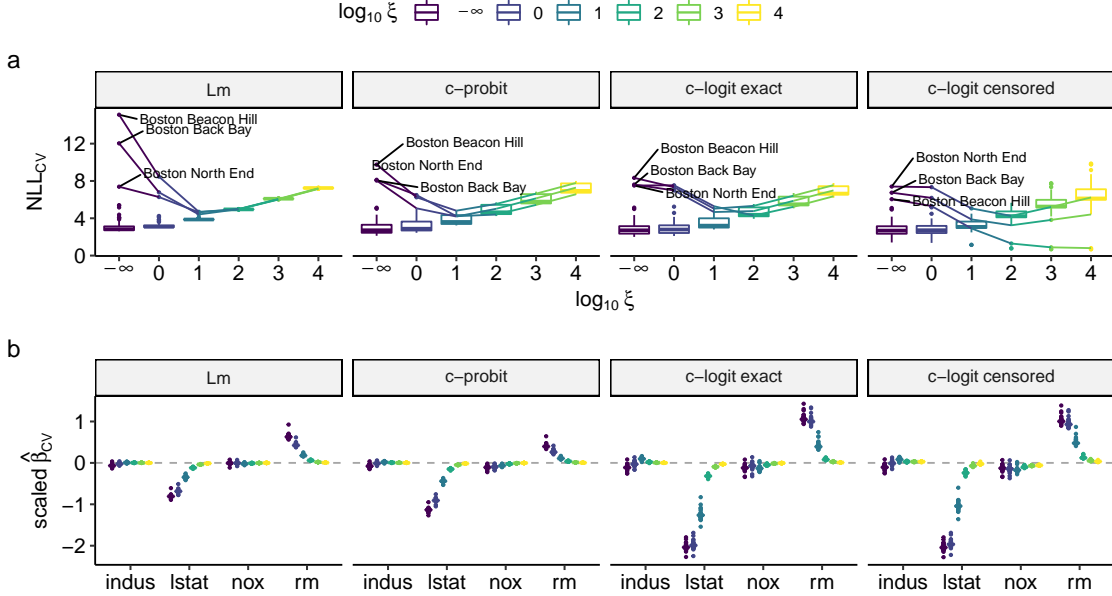 log₁₀ ξ −∞ 0 1 2 3 4
a
Lm c−probit c−logit exact c−logit censored
NLL_CV
12
8
4
0
Boston Beacon Hill
Boston Back Bay
Boston North End
Boston Beacon Hill
Boston North End
Boston Back Bay
Boston Beacon Hill
Boston Back Bay
Boston North End
Boston North End
Boston Back Bay
Boston Beacon Hill
−∞ 0 1 2 3 4 −∞ 0 1 2 3 4 −∞ 0 1 2 3 4 −∞ 0 1 2 3 4
log₁₀ ξ
b
Lm c−probit c−logit exact c−logit censored
scaled β̂_CV
1
0
−1
−2
indus lstat nox rm indus lstat nox rm indus lstat nox rm indus lstat nox rm